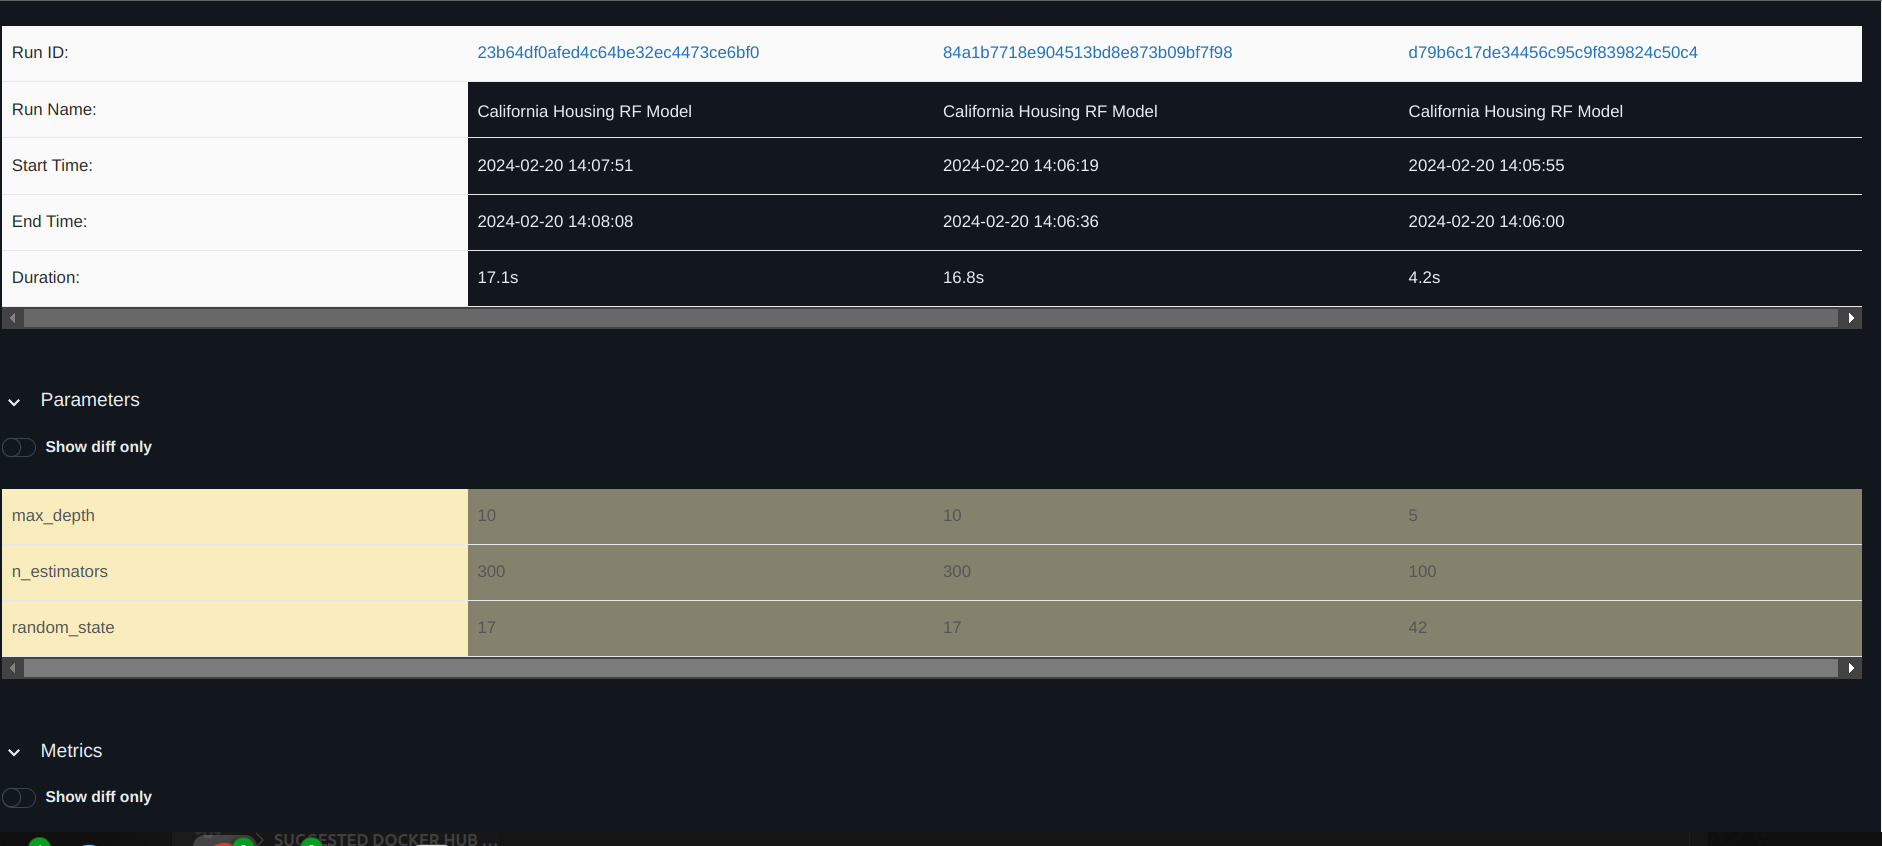 Run ID: 23b64df0afed4c64be32ec4473ce6bf0 84a1b7718e904513bd8e873b09bf7f98 d79b6c17de34456c95c9f839824c50c4
Run Name: California Housing RF Model California Housing RF Model California Housing RF Model
Start Time: 2024-02-20 14:07:51 2024-02-20 14:06:19 2024-02-20 14:05:55
End Time: 2024-02-20 14:08:08 2024-02-20 14:06:36 2024-02-20 14:06:00
Duration: 17.1s 16.8s 4.2s
Parameters
Show diff only
max_depth 10 10 5
n_estimators 300 300 100
random_state 17 17 42
Metrics
Show diff only
SUGGESTED DOCKER HUB ...